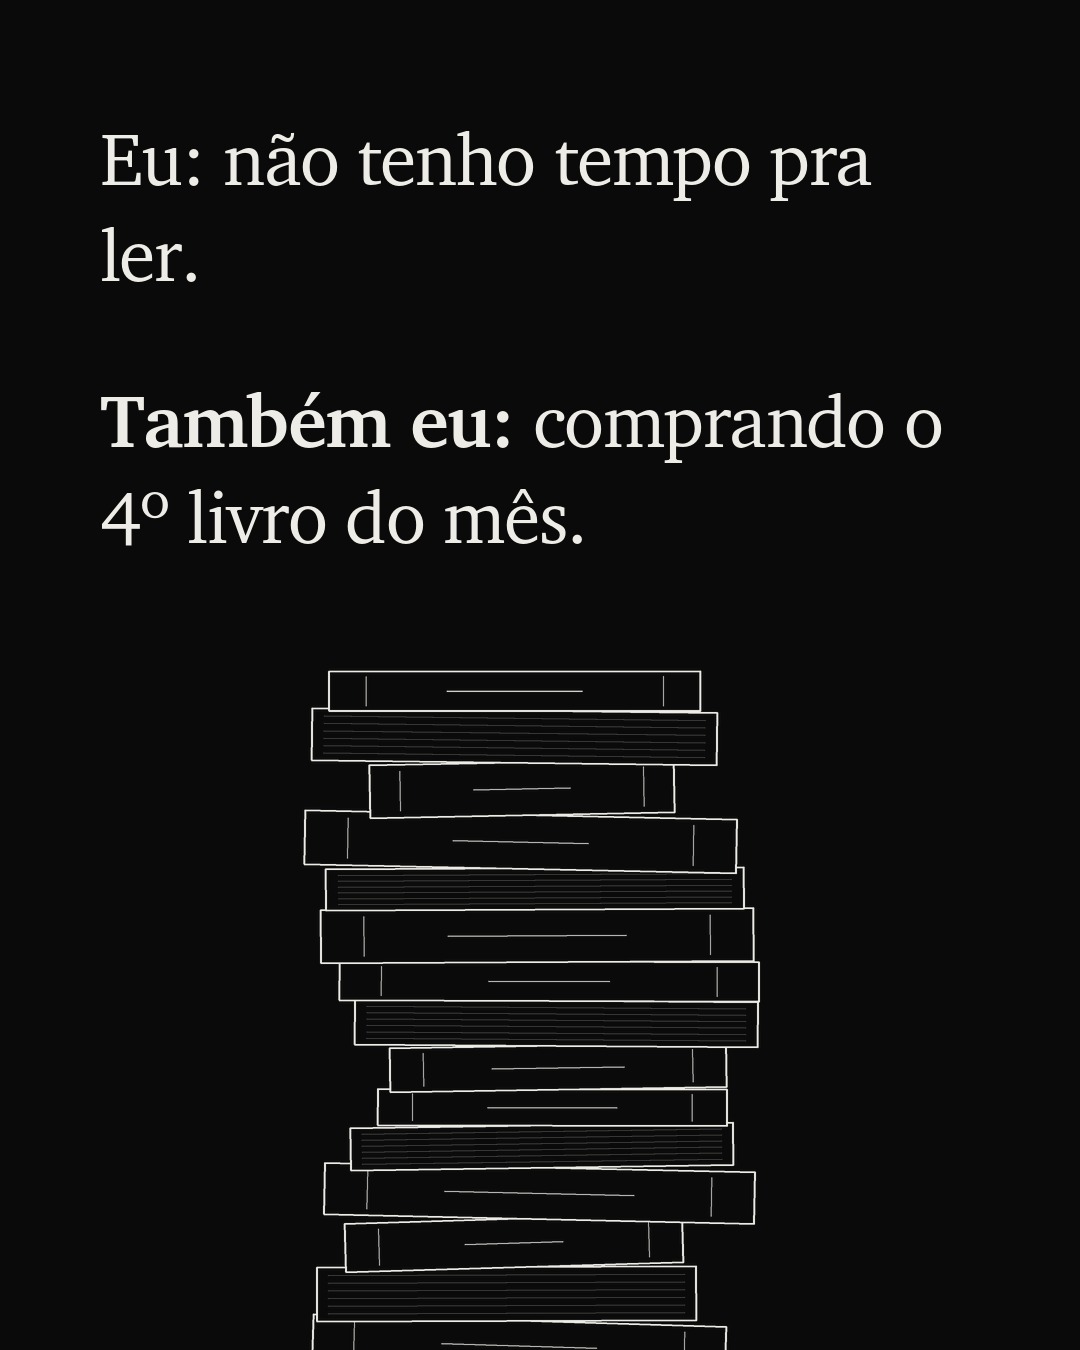 Eu: não tenho tempo pra
ler.
Também eu: comprando o
4º livro do mês.